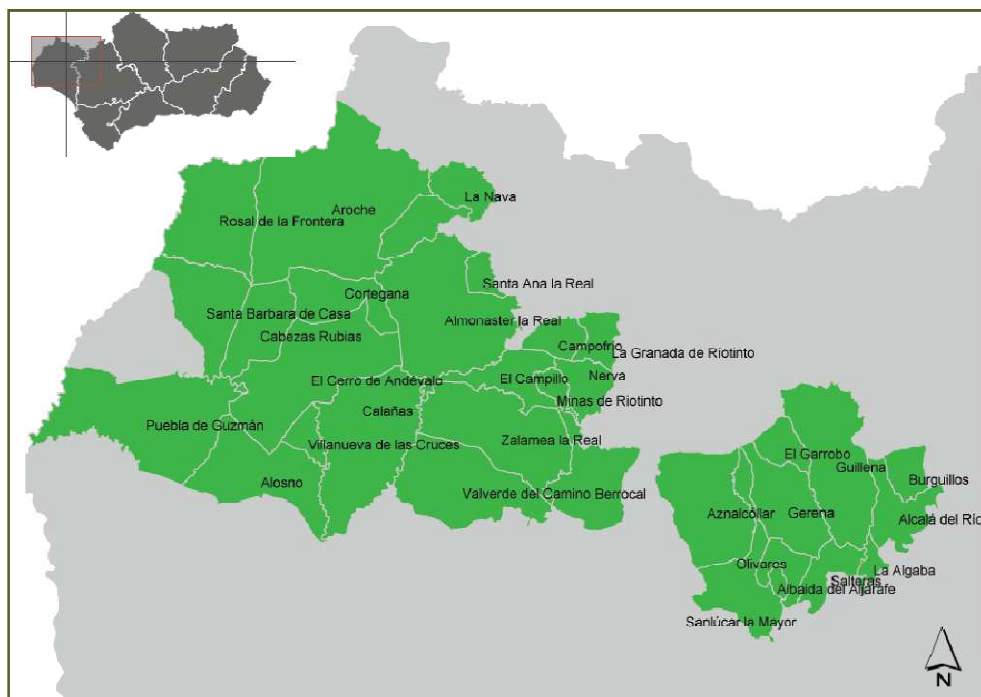 La Nava
Aroche
Rosal de la Frontera
Santa Ana la Real
Cortegana
Santa Barbara de Casa
Almonaster la Real
Cabezas Rubias
Campofrio
La Granada de Riotinto
El Cerro de Andévalo
El Campillo
Nerva
Minas de Riotinto
Calañas
Puebla de Guzmán
Villanueva de las Cruces
Zalamea la Real
El Garrobo
Guillena
Alosno
Valverde del Camino
Berrocal
Burguillos
Aznalcóllar
Gerena
Alcalá del Río
Olivares
La Algaba
Salteras
Albaida del Aljarafe
Sanlúcar la Mayor
N